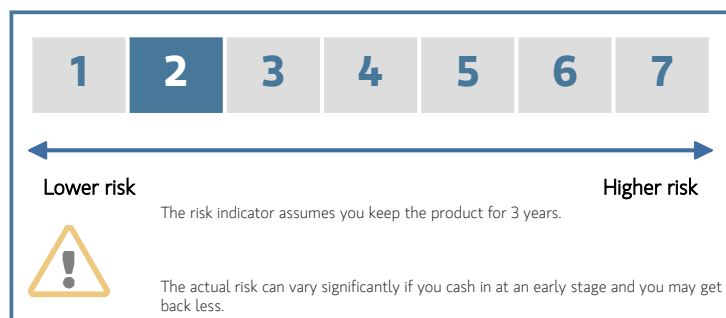 1 2 3 4 5 6 7
Lower risk Higher risk
The risk indicator assumes you keep the product for 3 years.
!
The actual risk can vary significantly if you cash in at an early stage and you may get
back less.